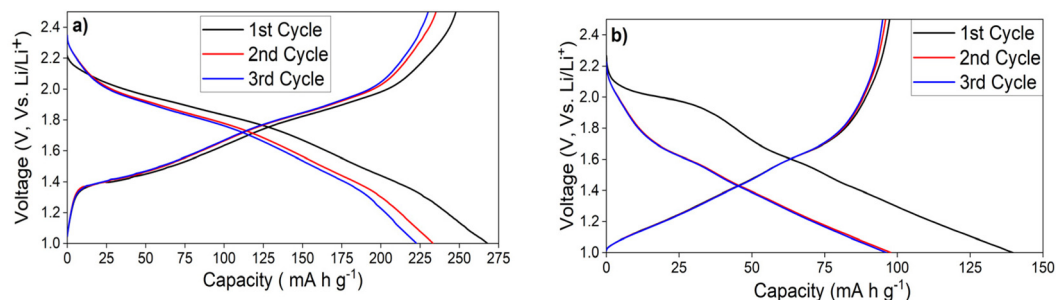 a)
1st Cycle
2nd Cycle
3rd Cycle
Voltage (V, Vs. Li/Li+)
2.4
2.2
2.0
1.8
1.6
1.4
1.2
1.0
0 25 50 75 100 125 150 175 200 225 250 275
Capacity ( mA h g-1)
b)
1st Cycle
2nd Cycle
3rd Cycle
Voltage (V, Vs. Li/Li+)
2.4
2.2
2.0
1.8
1.6
1.4
1.2
1.0
0 25 50 75 100 125 150
Capacity (mA h g-1)